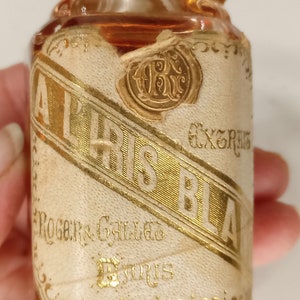 R&G
EXTRAIT
A L'IRIS BLA
ROGER & GALLET
PARIS